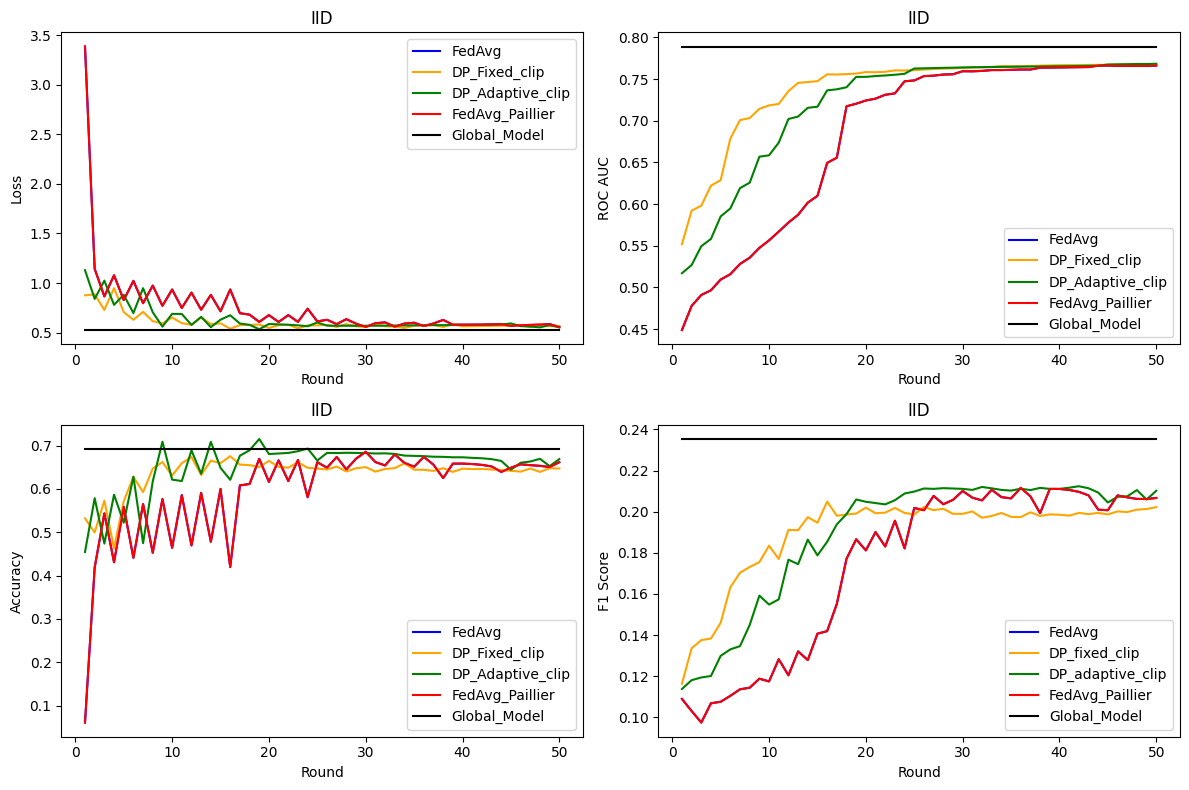 IID
3.5
3.0
2.5
2.0
1.5
1.0
0.5
Loss
FedAvg
DP_Fixed_clip
DP_Adaptive_clip
FedAvg_Paillier
Global_Model
0 10 20 30 40 50
Round
IID
0.80
0.75
0.70
0.65
0.60
0.55
0.50
0.45
ROC AUC
FedAvg
DP_Fixed_clip
DP_Adaptive_clip
FedAvg_Paillier
Global_Model
0 10 20 30 40 50
Round
IID
0.7
0.6
0.5
0.4
0.3
0.2
0.1
Accuracy
FedAvg
DP_Fixed_clip
DP_Adaptive_clip
FedAvg_Paillier
Global_Model
0 10 20 30 40 50
Round
IID
0.24
0.22
0.20
0.18
0.16
0.14
0.12
0.10
F1 Score
FedAvg
DP_fixed_clip
DP_adaptive_clip
FedAvg_Paillier
Global_Model
0 10 20 30 40 50
Round